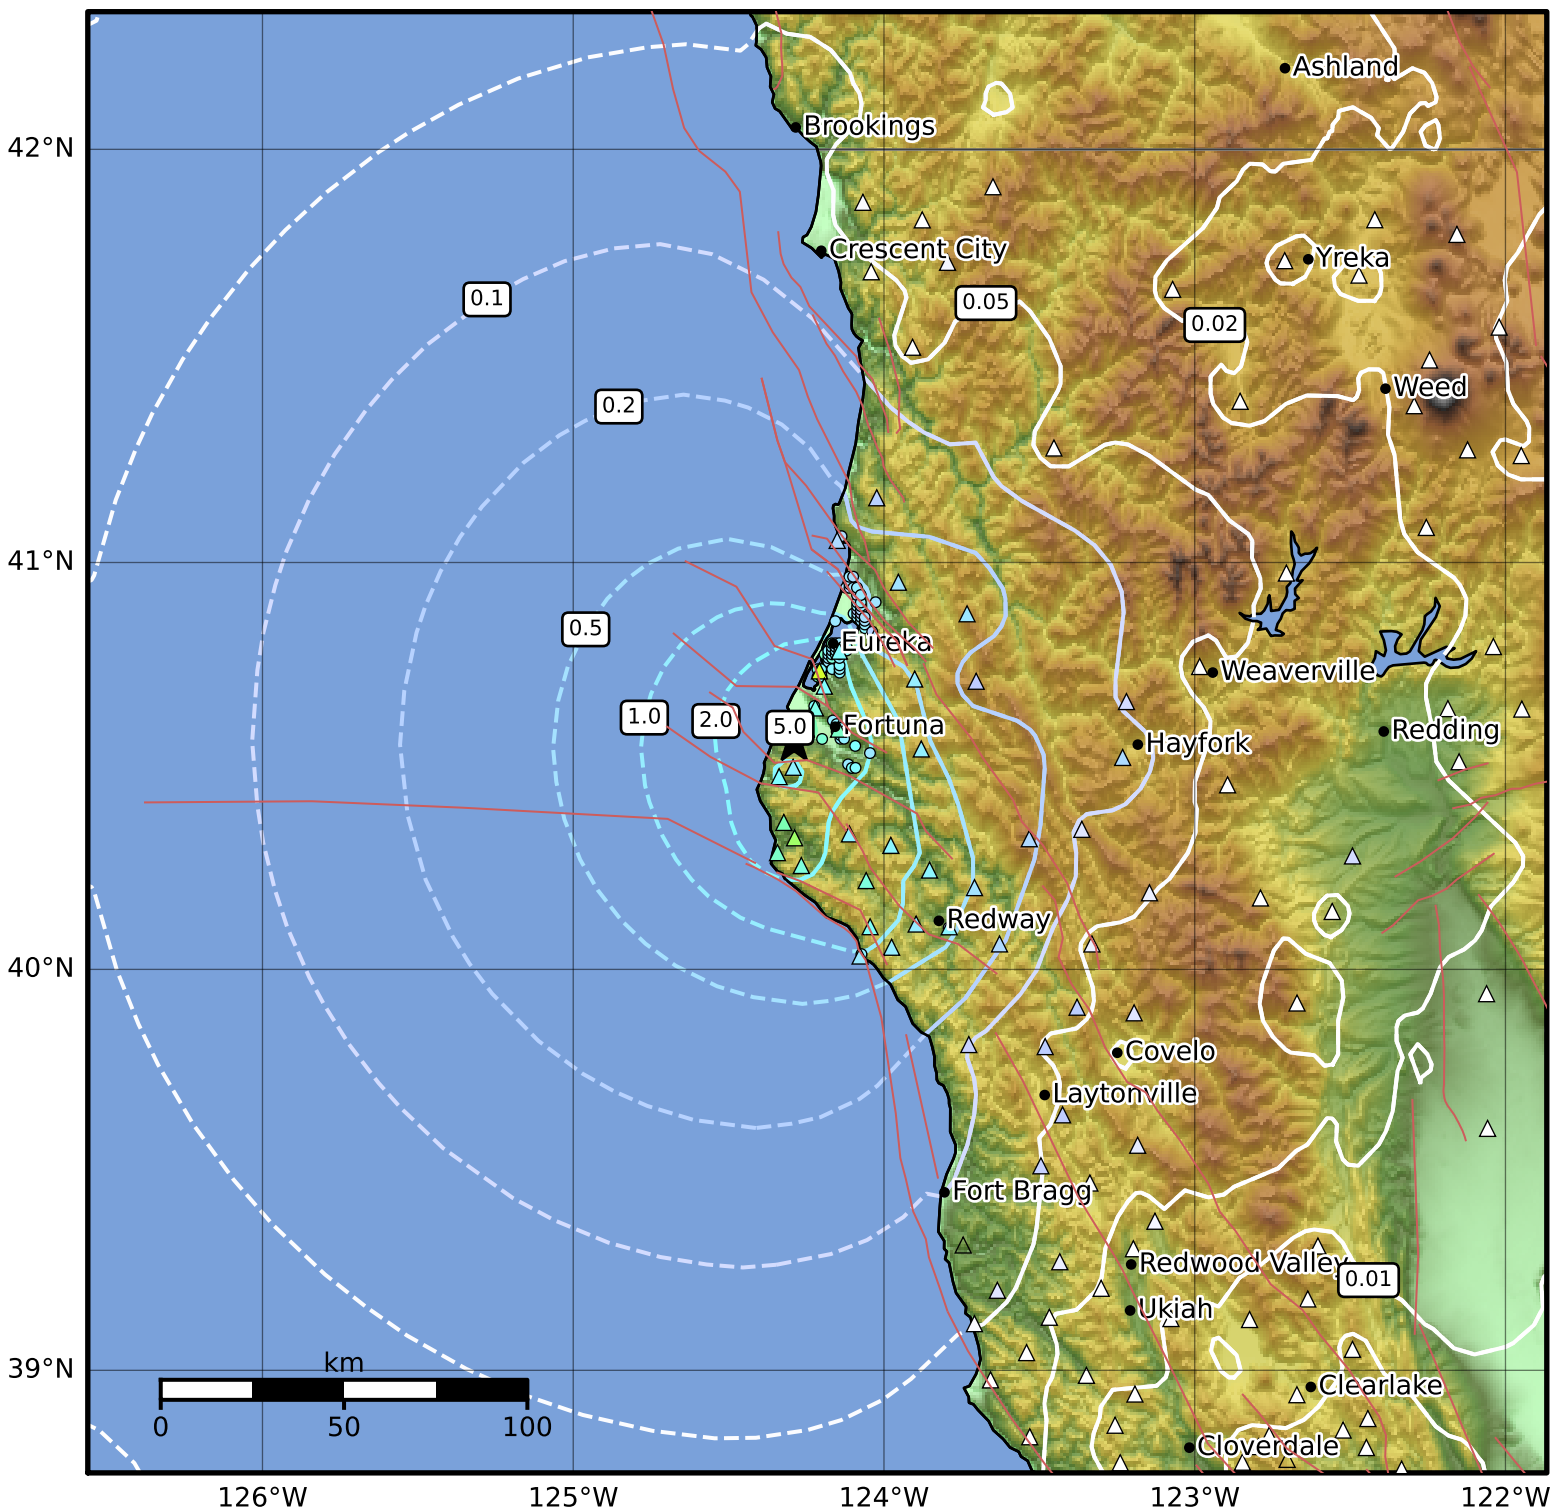 Ashland
Brookings
42°N
Crescent City
Yreka
0.1
0.05
0.02
Weed
0.2
41°N
0.5
Eureka
Weaverville
1.0
2.0
5.0
Fortuna
Redding
Hayfork
Redway
40°N
Covelo
Laytonville
Fort Bragg
Redwood Valley
0.01
Ukiah
39°N
km
Clearlake
0
50
100
Cloverdale
126°W
125°W
124°W
123°W
122°W